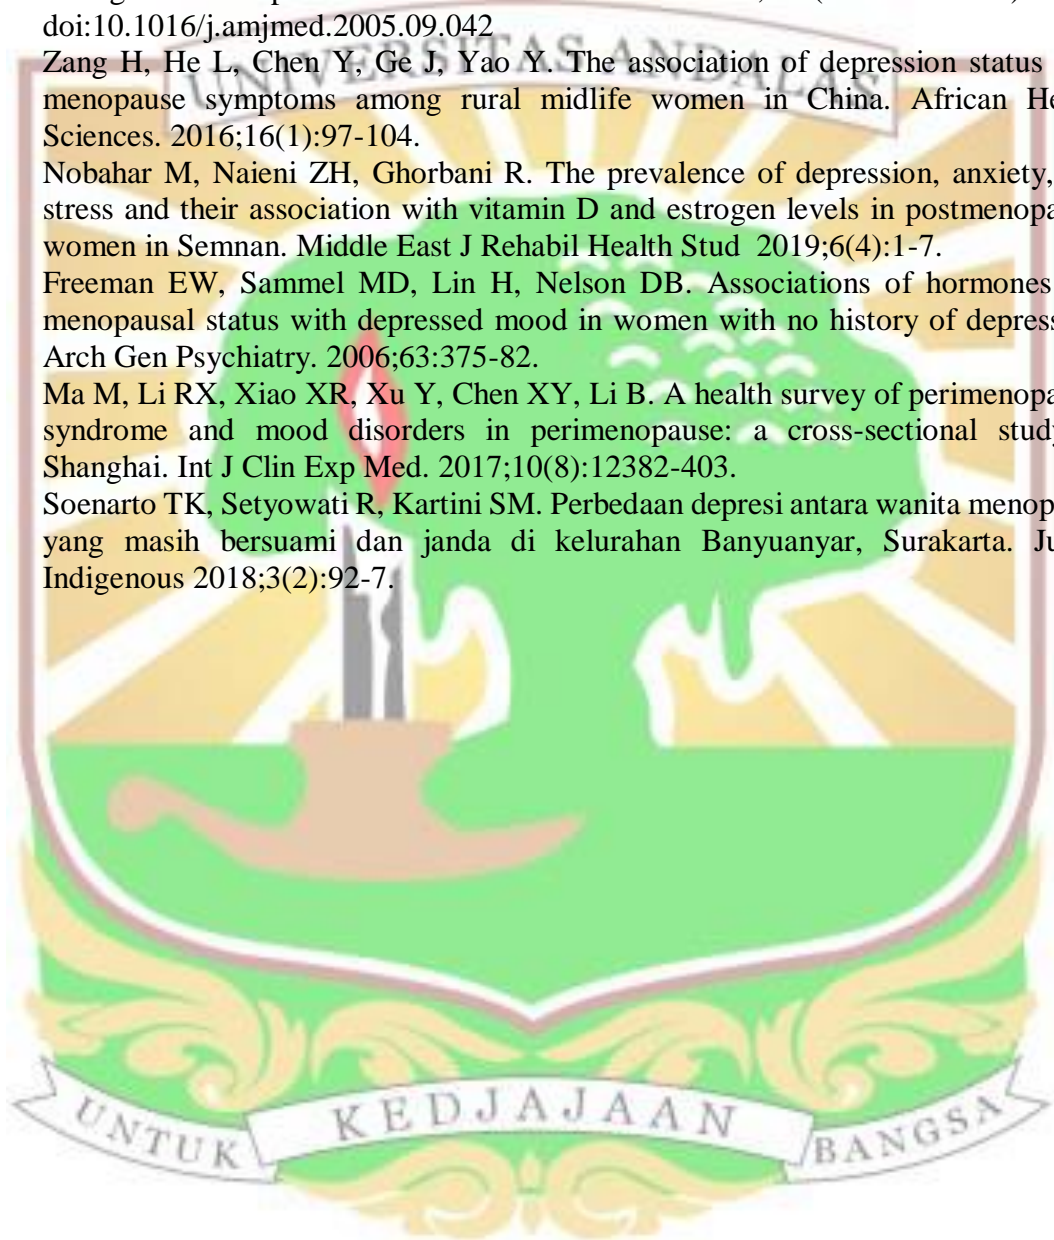 doi:10.1016/j.amjmed.2005.09.042
UNIVERSITAS ANDALAS
Zang H, He L, Chen Y, Ge J, Yao Y. The association of depression status
menopause symptoms among rural midlife women in China. African He
Sciences. 2016;16(1):97-104.
Nobahar M, Naieni ZH, Ghorbani R. The prevalence of depression, anxiety,
stress and their association with vitamin D and estrogen levels in postmenopa
women in Semnan. Middle East J Rehabil Health Stud 2019;6(4):1-7.
Freeman EW, Sammel MD, Lin H, Nelson DB. Associations of hormones
menopausal status with depressed mood in women with no history of depress
Arch Gen Psychiatry. 2006;63:375-82.
Ma M, Li RX, Xiao XR, Xu Y, Chen XY, Li B. A health survey of perimenopa
syndrome and mood disorders in perimenopause: a cross-sectional study
Shanghai. Int J Clin Exp Med. 2017;10(8):12382-403.
Soenarto TK, Setyowati R, Kartini SM. Perbedaan depresi antara wanita menop
yang masih bersuami dan janda di kelurahan Banyuanyar, Surakarta. Ju
Indigenous 2018;3(2):92-7.
UNTUK KEDJAJAAN BANGSA